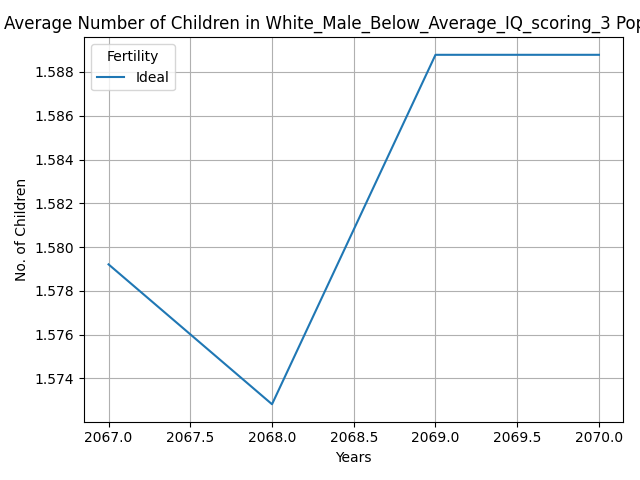 Average Number of Children in White_Male_Below_Average_IQ_scoring_3 Pop
Fertility
Ideal
1.588
1.586
1.584
1.582
1.580
1.578
1.576
1.574
No. of Children
2067.0 2067.5 2068.0 2068.5 2069.0 2069.5 2070.0
Years